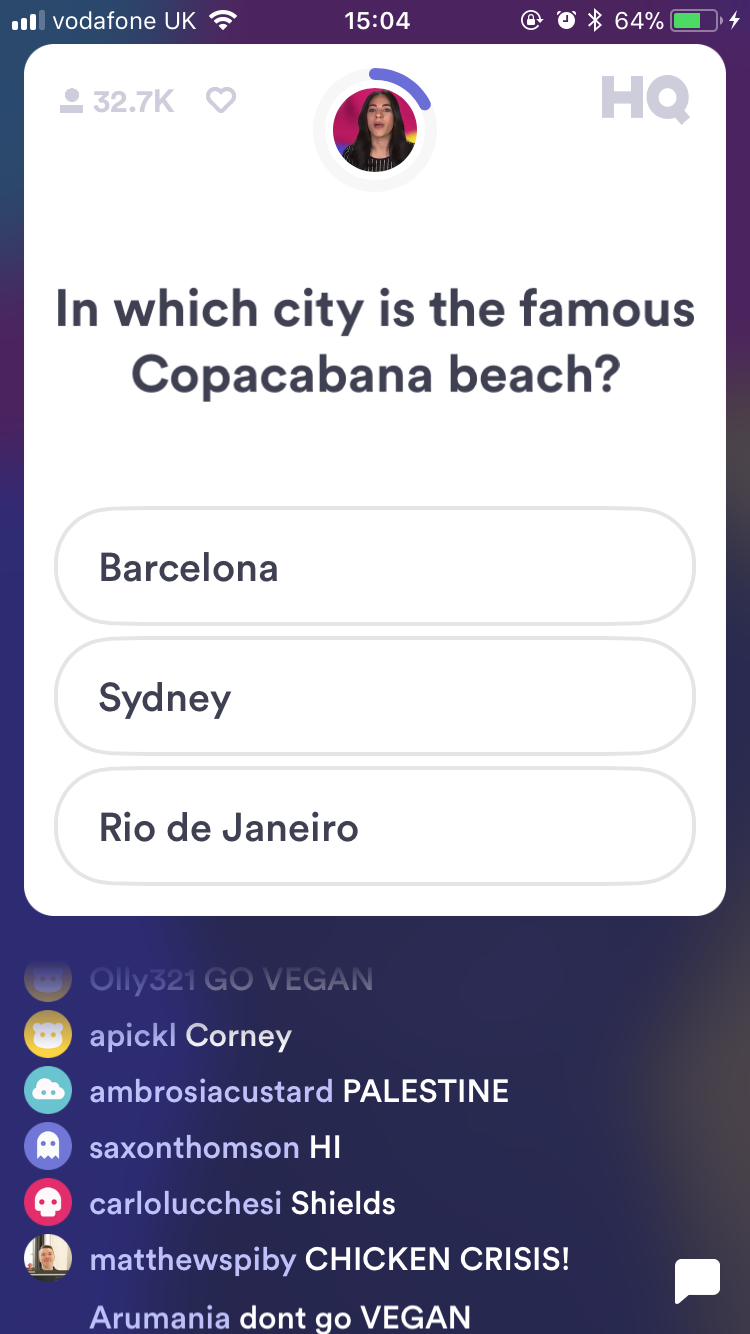 vodafone UK 15:04 64%
32.7K HQ
In which city is the famous
Copacabana beach?
Barcelona
Sydney
Rio de Janeiro
Olly321 GO VEGAN
apickl Corney
ambrosiacustard PALESTINE
saxonthomson HI
carlolucchesi Shields
matthewspiby CHICKEN CRISIS!
Arumania dont go VEGAN